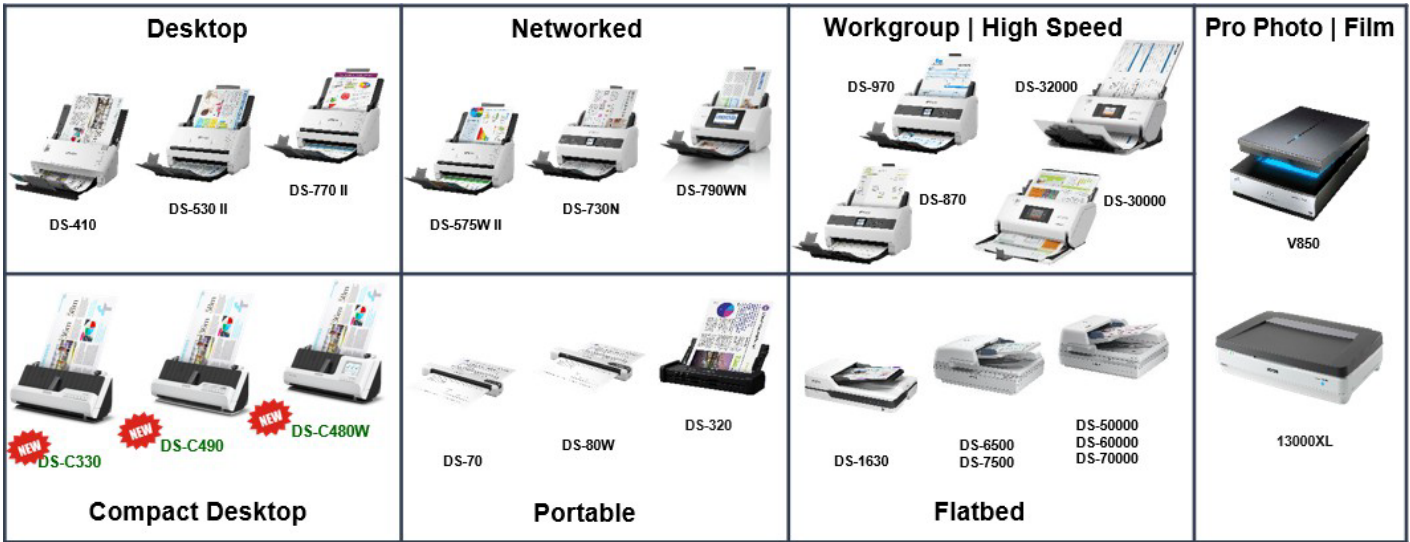 Desktop
DS-410
DS-530 II
DS-770 II
Networked
DS-575W II
DS-730N
DS-790WN
Workgroup | High Speed
DS-970
DS-32000
DS-870
DS-30000
Pro Photo | Film
V850
13000XL
NEW
DS-C330
NEW
DS-C490
NEW
DS-C480W
Compact Desktop
DS-70
DS-80W
DS-320
Portable
DS-1630
DS-6500
DS-7500
DS-50000
DS-60000
DS-70000
Flatbed